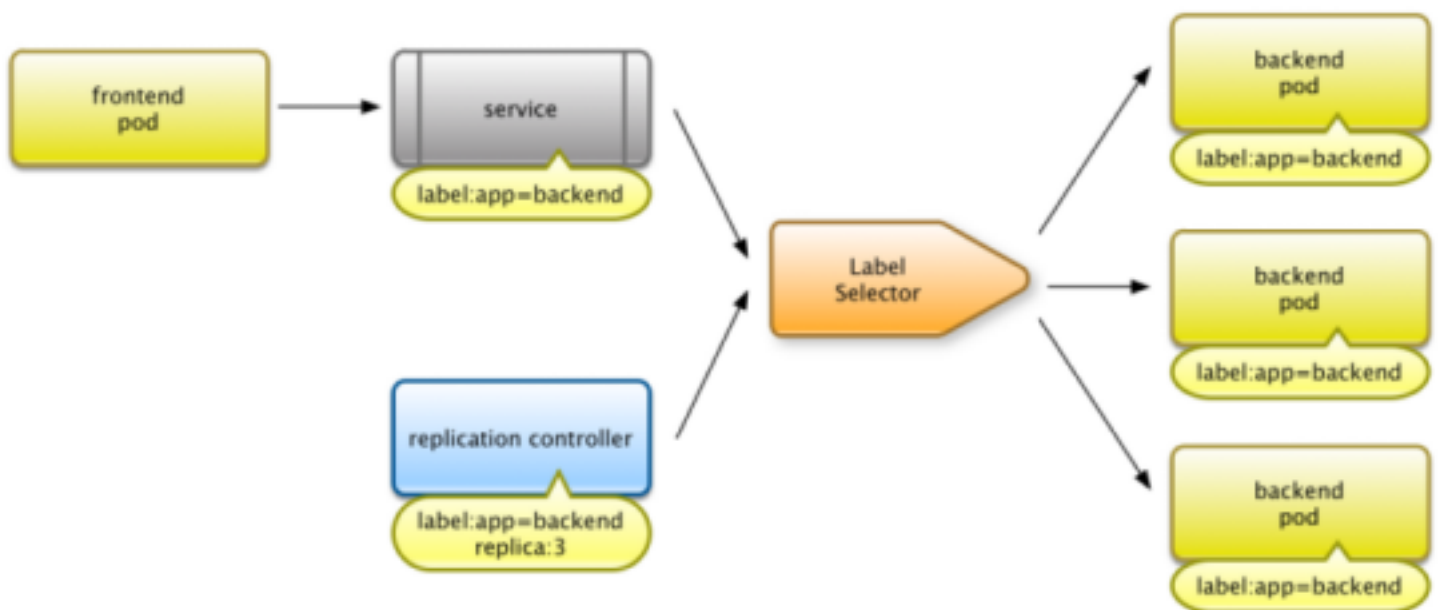 frontend
pod
service
label:app=backend
replication controller
label:app=backend
replica:3
Label
Selector
backend
pod
label:app=backend
backend
pod
label:app=backend
backend
pod
label:app=backend